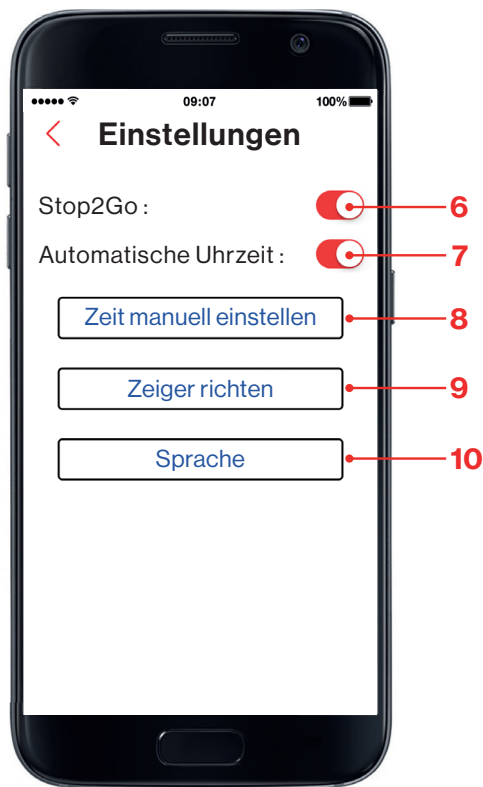 09:07 100%
Einstellungen
Stop2Go : 6
Automatische Uhrzeit : 7
Zeit manuell einstellen 8
Zeiger richten 9
Sprache 10